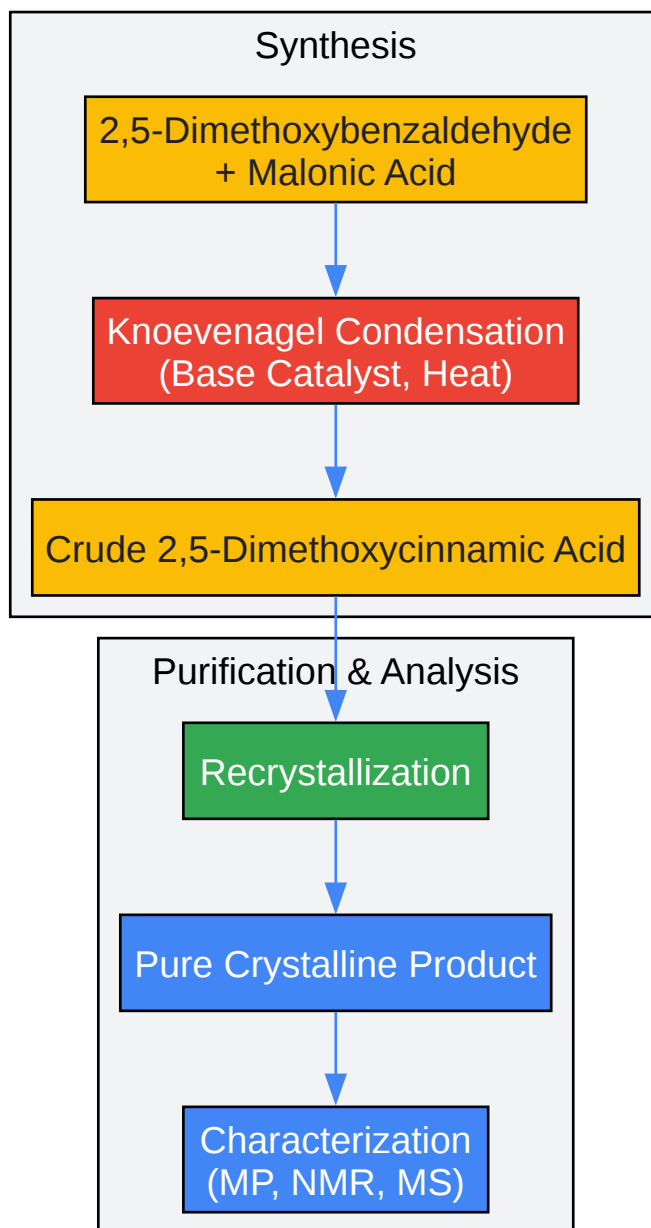 Synthesis
2,5-Dimethoxybenzaldehyde
+ Malonic Acid
Knoevenagel Condensation
(Base Catalyst, Heat)
Crude 2,5-Dimethoxycinnamic Acid
Purification & Analysis
Recrystallization
Pure Crystalline Product
Characterization
(MP, NMR, MS)